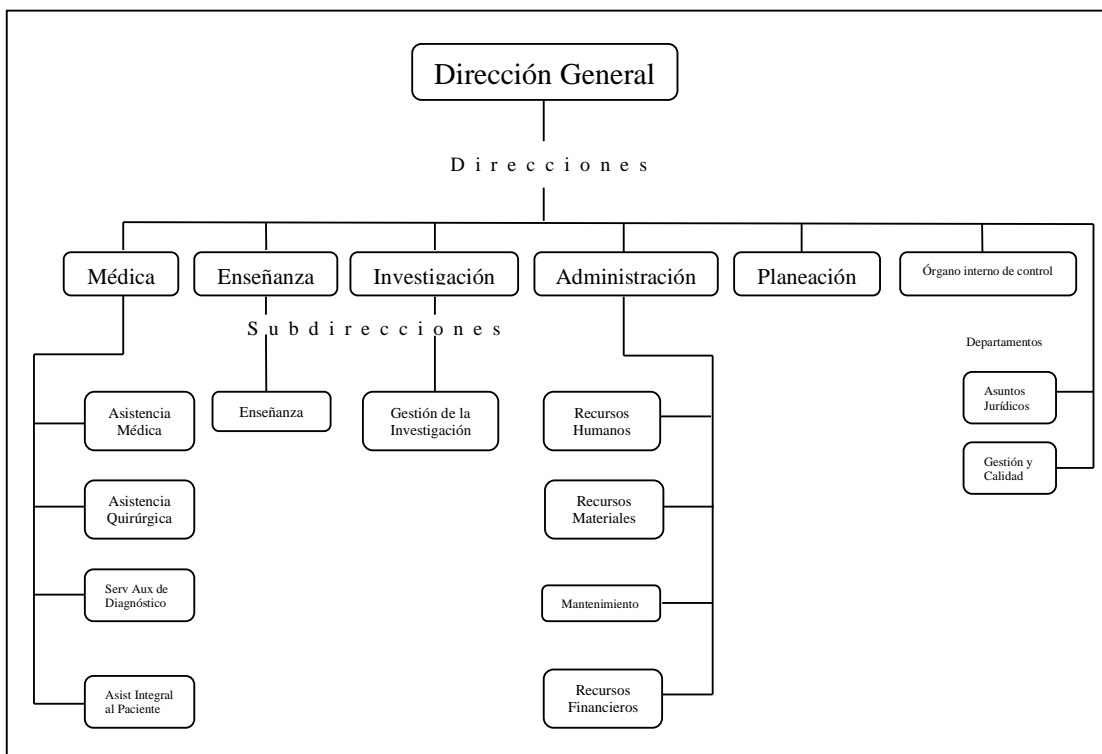 Dirección General
Direcciones
Médica
Enseñanza
Investigación
Administración
Planeación
Órgano interno de control
Subdirecciones
Departamentos
Asistencia
Médica
Enseñanza
Gestión de la
Investigación
Recursos
Humanos
Asuntos
Jurídicos
Asistencia
Quirúrgica
Recursos
Materiales
Gestión y
Calidad
Serv Aux de
Diagnóstico
Mantenimiento
Asist Integral
al Paciente
Recursos
Financieros